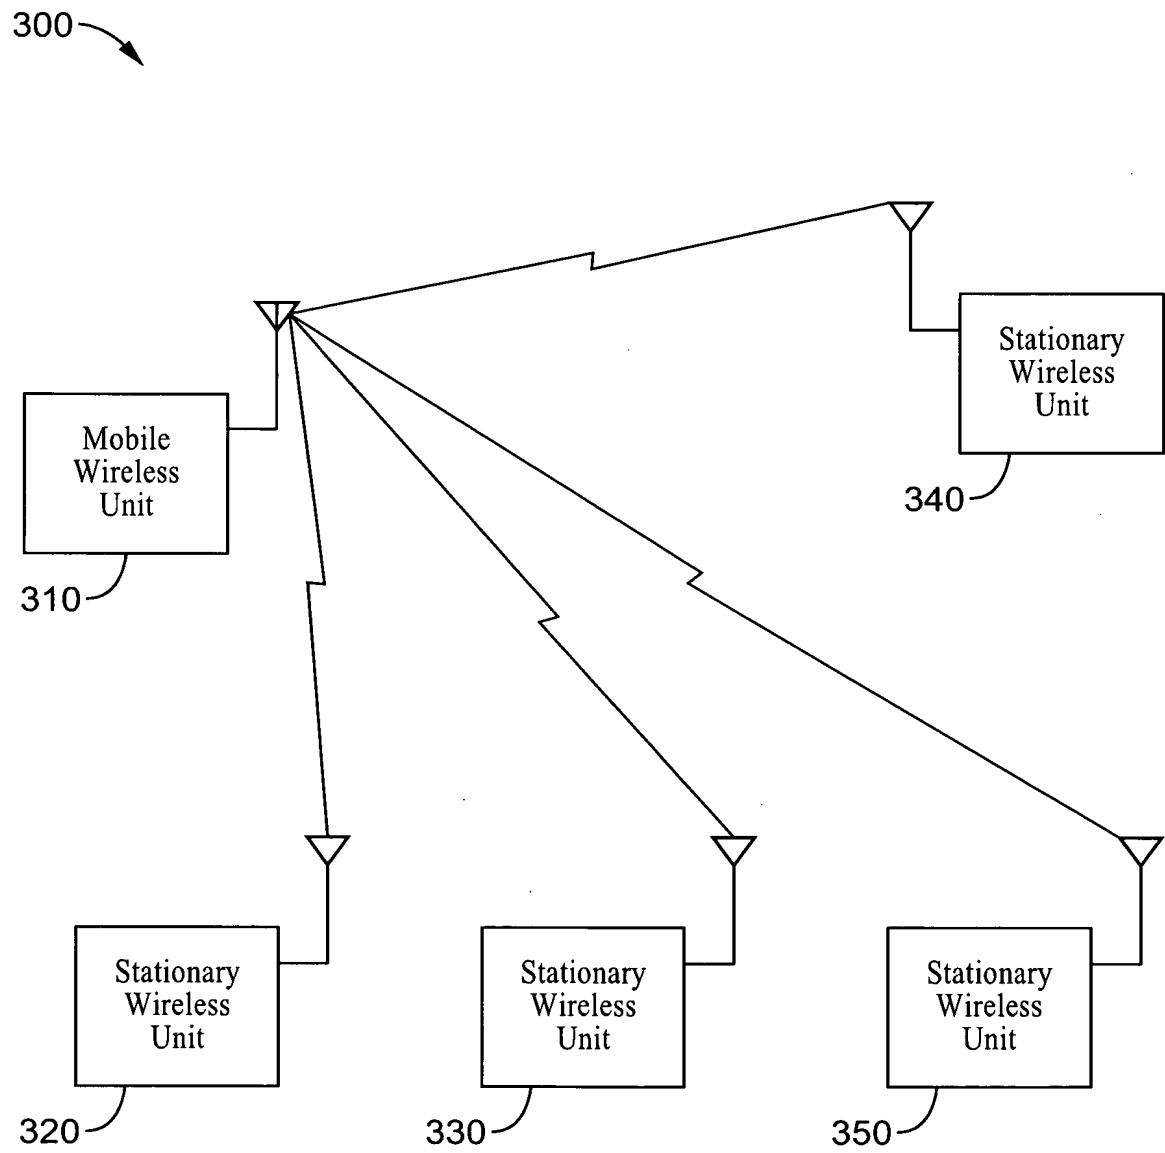 300
Stationary
Wireless
Unit
340
Mobile
Wireless
Unit
310
Stationary
Wireless
Unit
320
Stationary
Wireless
Unit
330
Stationary
Wireless
Unit
350